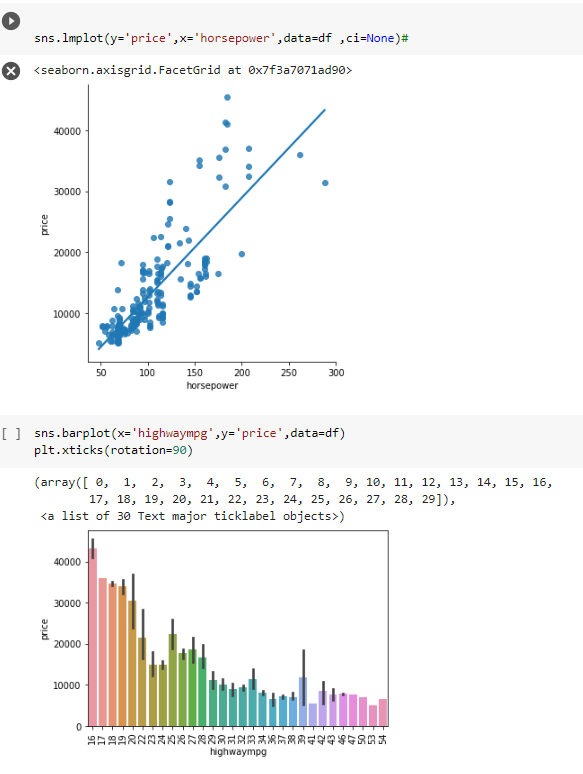 sns.lmplot(y='price',x='horsepower',data=df ,ci=None)#
<seaborn.axisgrid.FacetGrid at 0x7f3a7071ad90>
40000
30000
20000
10000
price
50 100 150 200 250 300
horsepower
[ ] sns.barplot(x='highwaympg',y='price',data=df)
plt.xticks(rotation=90)
(array([ 0, 1, 2, 3, 4, 5, 6, 7, 8, 9, 10, 11, 12, 13, 14, 15, 16,
17, 18, 19, 20, 21, 22, 23, 24, 25, 26, 27, 28, 29]),
<a list of 30 Text major ticklabel objects>)
40000
30000
20000
10000
0
price
16 17 18 19 20 22 23 24 25 26 27 28 29 30 31 32 33 34 36 37 38 39 41 42 43 46 47 50 53 54
highwaympg